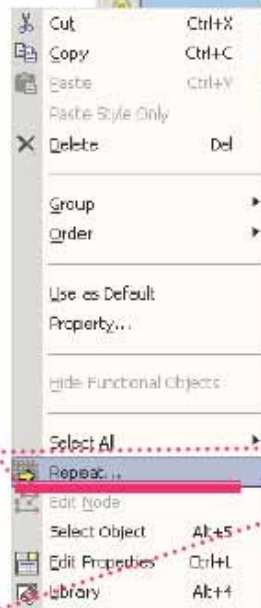 Cut Ctrl+X
Copy Ctrl+C
Paste Ctrl+V
Paste Style Only
Delete Del
Group
Order
Use as Default
Property...
Hide Functional Objects
Select All
Repeat...
Edit Node
Select Object Alt+5
Edit Properties Ctrl+L
Library Alt+4